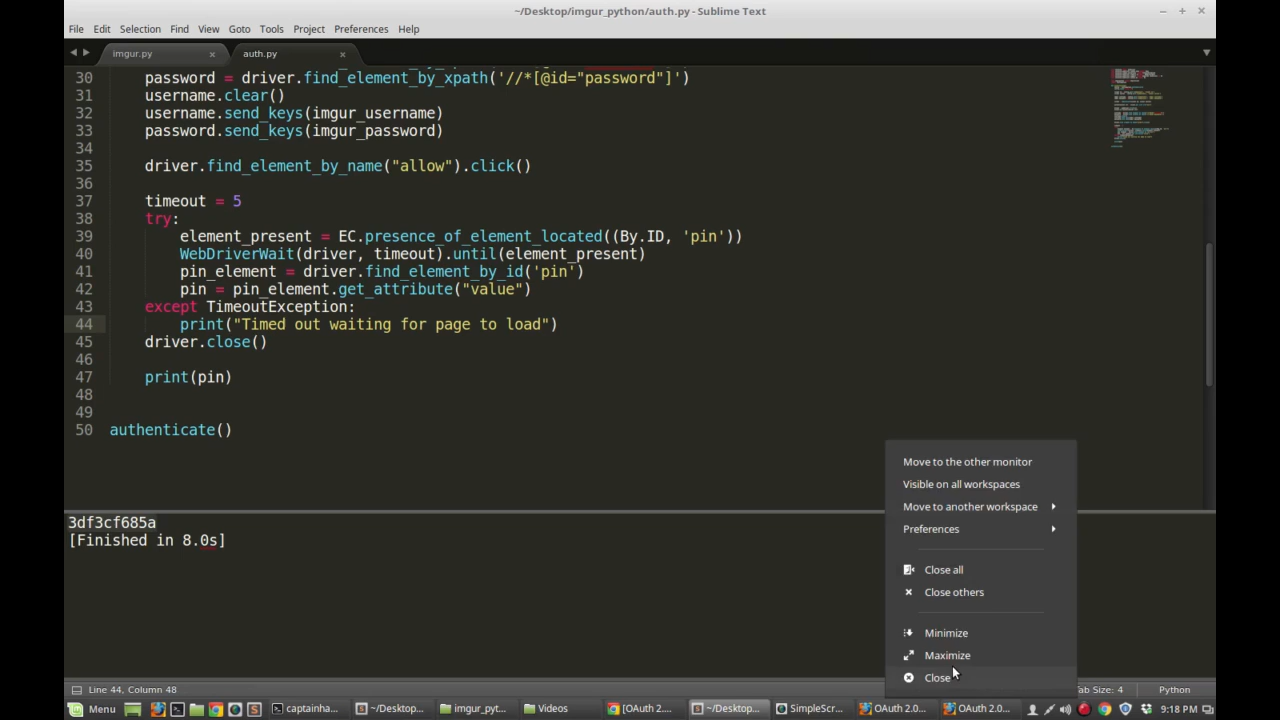 ~/Desktop/imgur_python/auth.py - Sublime Text
File Edit Selection Find View Goto Tools Project Preferences Help
imgur.py × auth.py ×
30 password = driver.find_element_by_xpath('//*[@id="password"]')
31 username.clear()
32 username.send_keys(imgur_username)
33 password.send_keys(imgur_password)
34
35 driver.find_element_by_name("allow").click()
36
37 timeout = 5
38 try:
39 element_present = EC.presence_of_element_located((By.ID, 'pin'))
40 WebDriverWait(driver, timeout).until(element_present)
41 pin_element = driver.find_element_by_id('pin')
42 pin = pin_element.get_attribute("value")
43 except TimeoutException:
44 print("Timed out waiting for page to load")
45 driver.close()
46
47 print(pin)
48
49
50 authenticate()
3df3cf685a
[Finished in 8.0s]
Move to the other monitor
Visible on all workspaces
Move to another workspace
Preferences
Close all
Close others
Minimize
Maximize
Close
Line 44, Column 48 Tab Size: 4 Python
Menu captainha... ~/Desktop... imgur_pyt... Videos [OAuth 2.... ~/Desktop... SimpleScr... OAuth 2.0... OAuth 2.0... 9:18 PM